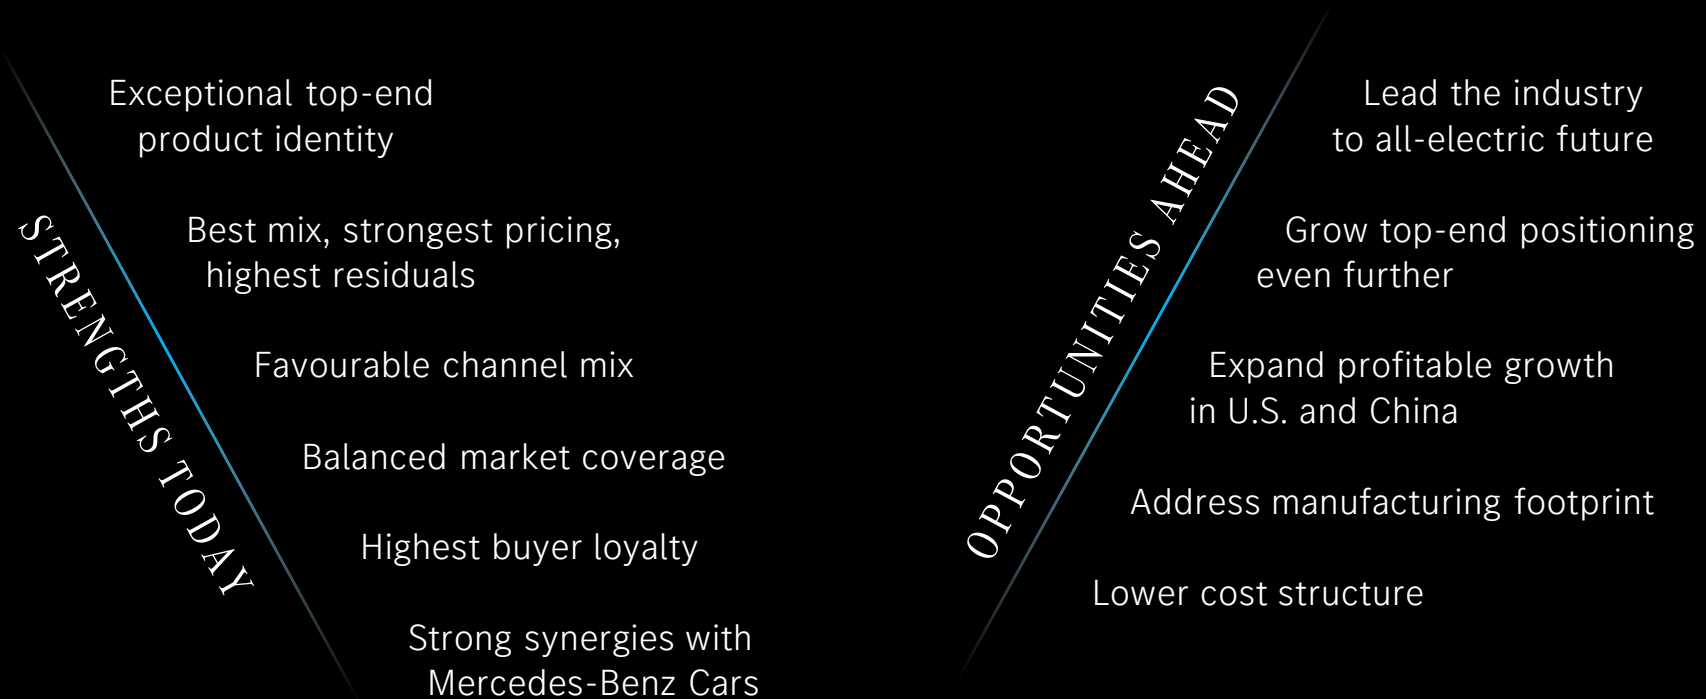 STRENGTHS TODAY
Exceptional top-end
product identity
Best mix, strongest pricing,
highest residuals
Favourable channel mix
Balanced market coverage
Highest buyer loyalty
Strong synergies with
Mercedes-Benz Cars
OPPORTUNITIES AHEAD
Lead the industry
to all-electric future
Grow top-end positioning
even further
Expand profitable growth
in U.S. and China
Address manufacturing footprint
Lower cost structure